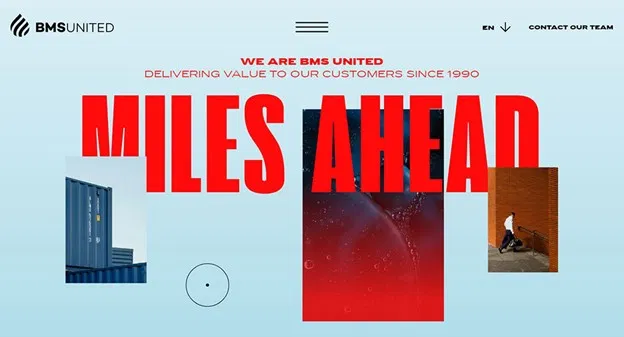 BMSUNITED
EN
CONTACT OUR TEAM
WE ARE BMS UNITED
DELIVERING VALUE TO OUR CUSTOMERS SINCE 1990
MILES AHEAD